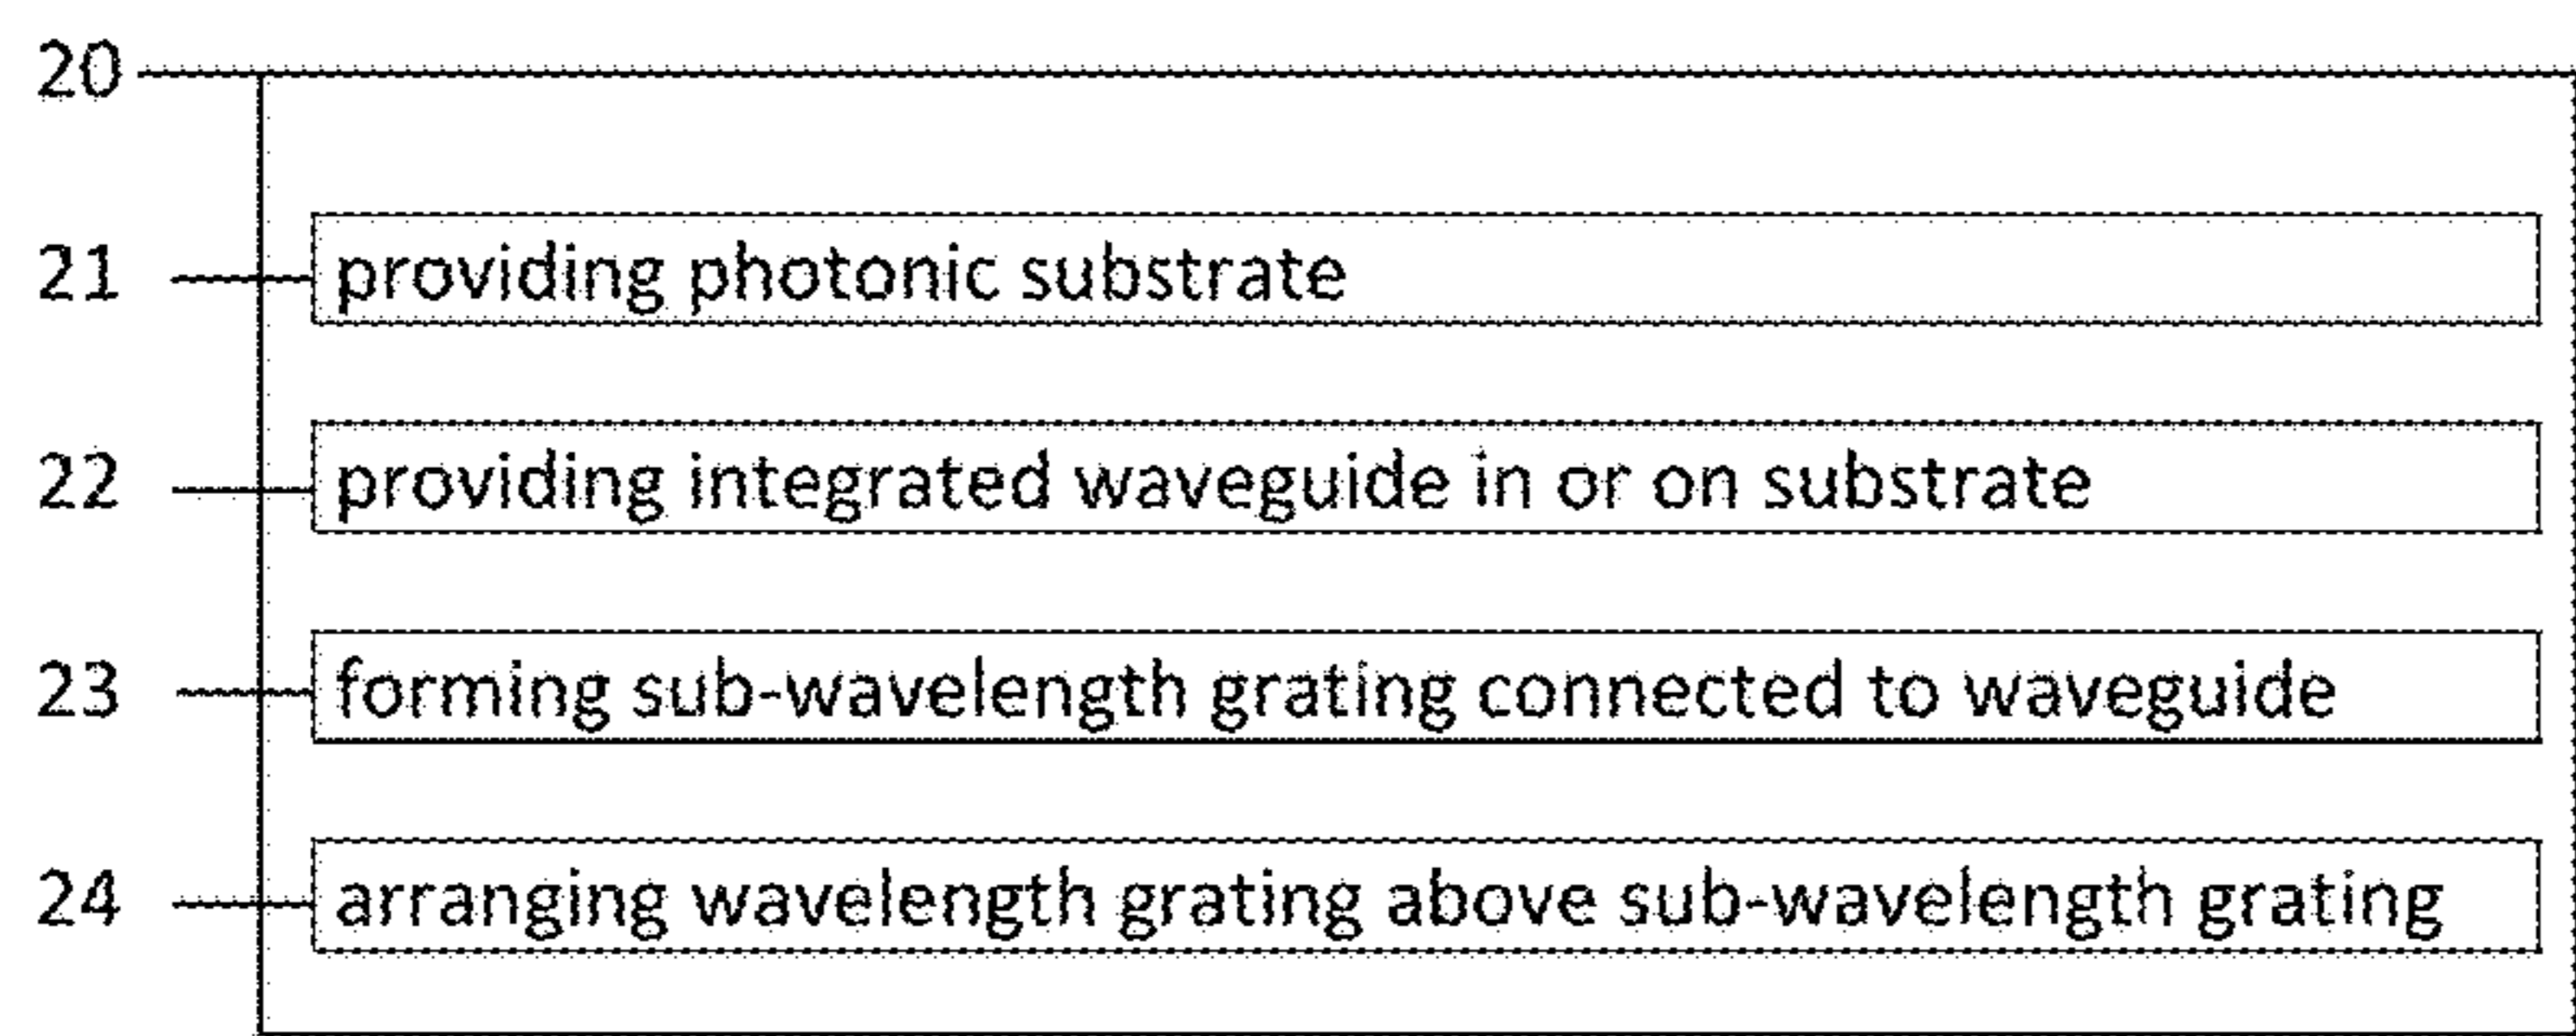 20
21 providing photonic substrate
22 providing integrated waveguide in or on substrate
23 forming sub-wavelength grating connected to waveguide
24 arranging wavelength grating above sub-wavelength grating